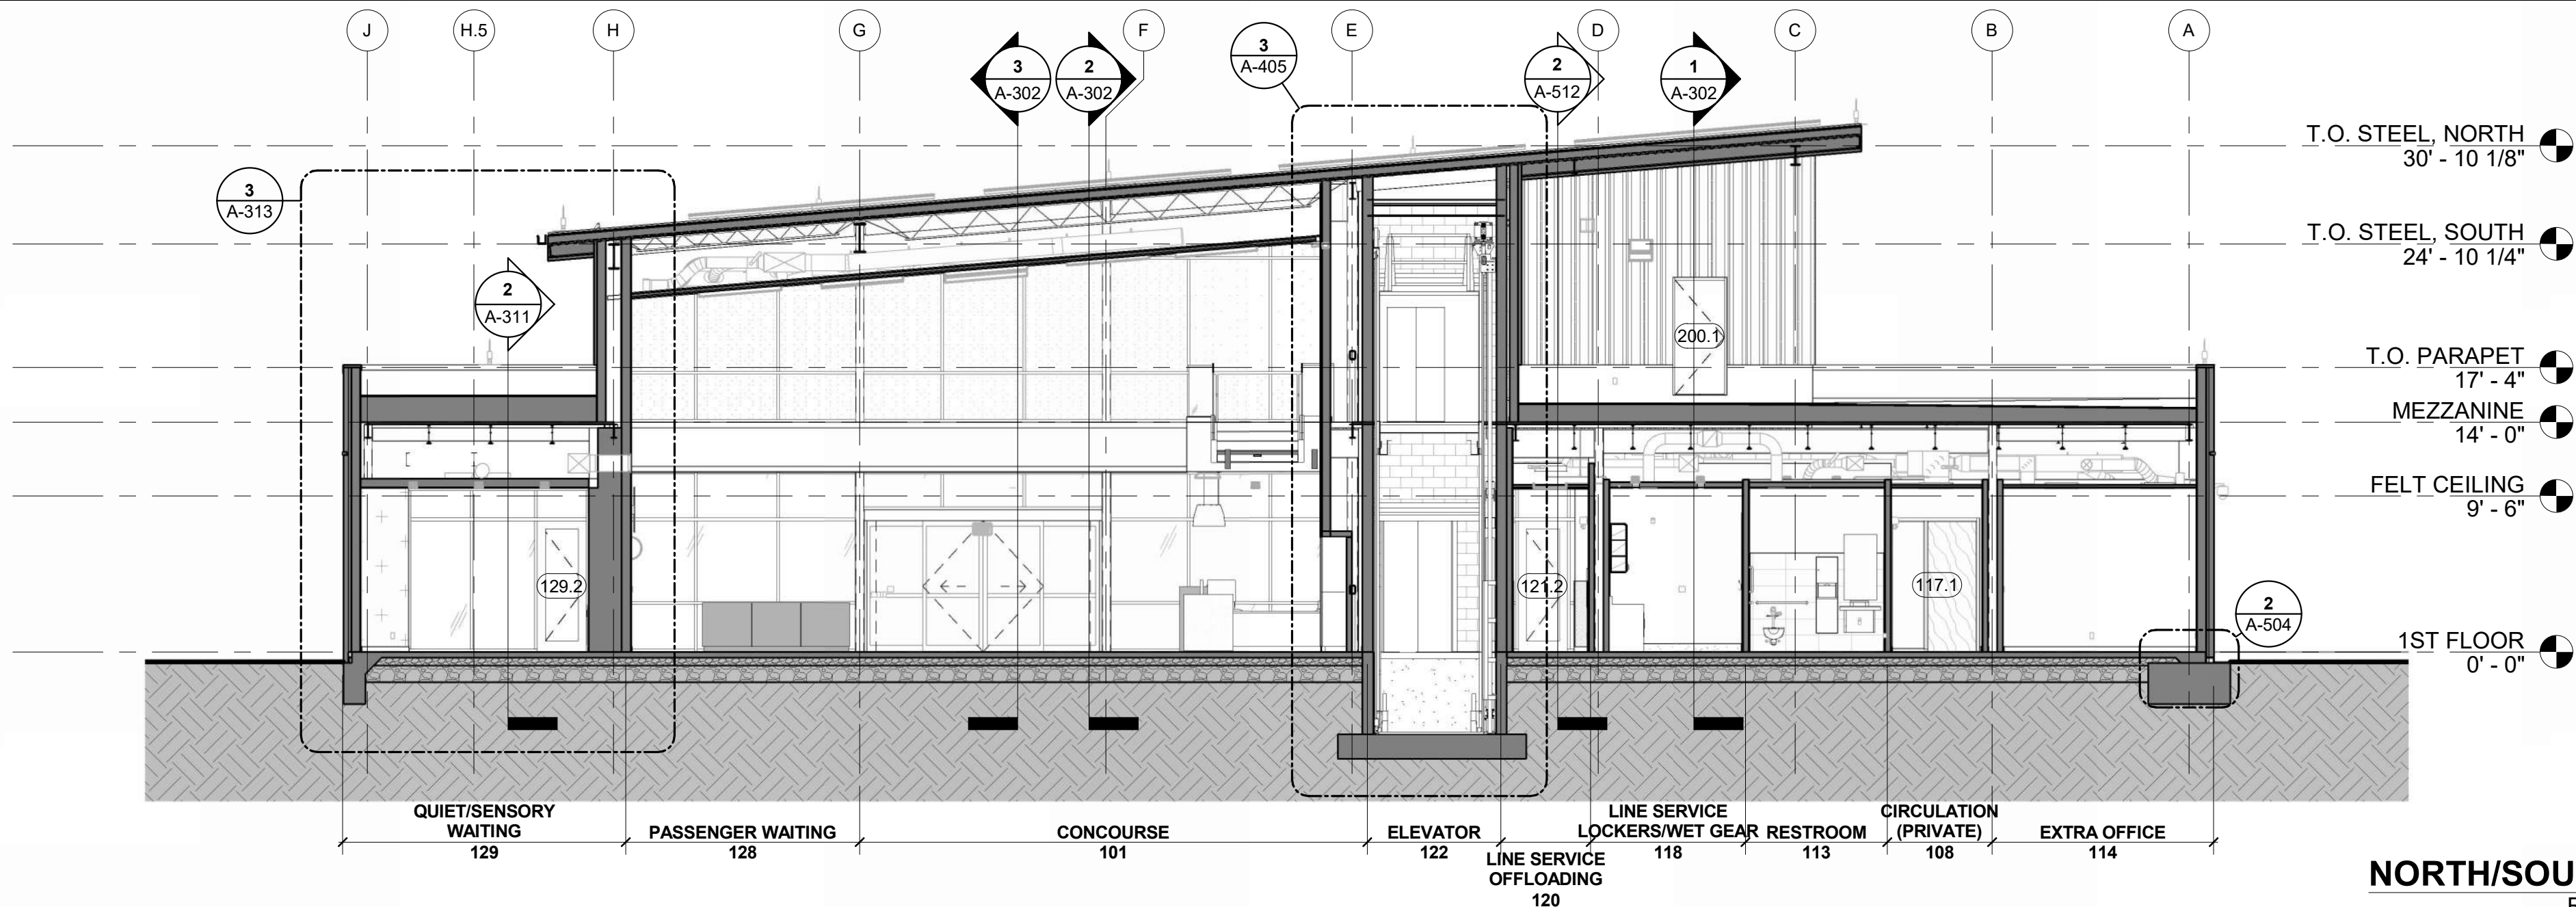 J
H.5
H
G
F
E
D
C
B
A
3
A-302
2
A-302
3
A-405
2
A-512
1
A-302
T.O. STEEL, NORTH
30' - 10 1/8"
3
A-313
T.O. STEEL, SOUTH
24' - 10 1/4"
2
A-311
200.1
T.O. PARAPET
17' - 4"
MEZZANINE
14' - 0"
FELT CEILING
9' - 6"
129.2
121.2
117.1
2
A-504
1ST FLOOR
0' - 0"
QUIET/SENSORY
WAITING
129
PASSENGER WAITING
128
CONCOURSE
101
ELEVATOR
122
LINE SERVICE
OFFLOADING
120
LINE SERVICE
LOCKERS/WET GEAR
118
RESTROOM
113
CIRCULATION
(PRIVATE)
108
EXTRA OFFICE
114
NORTH/SOU